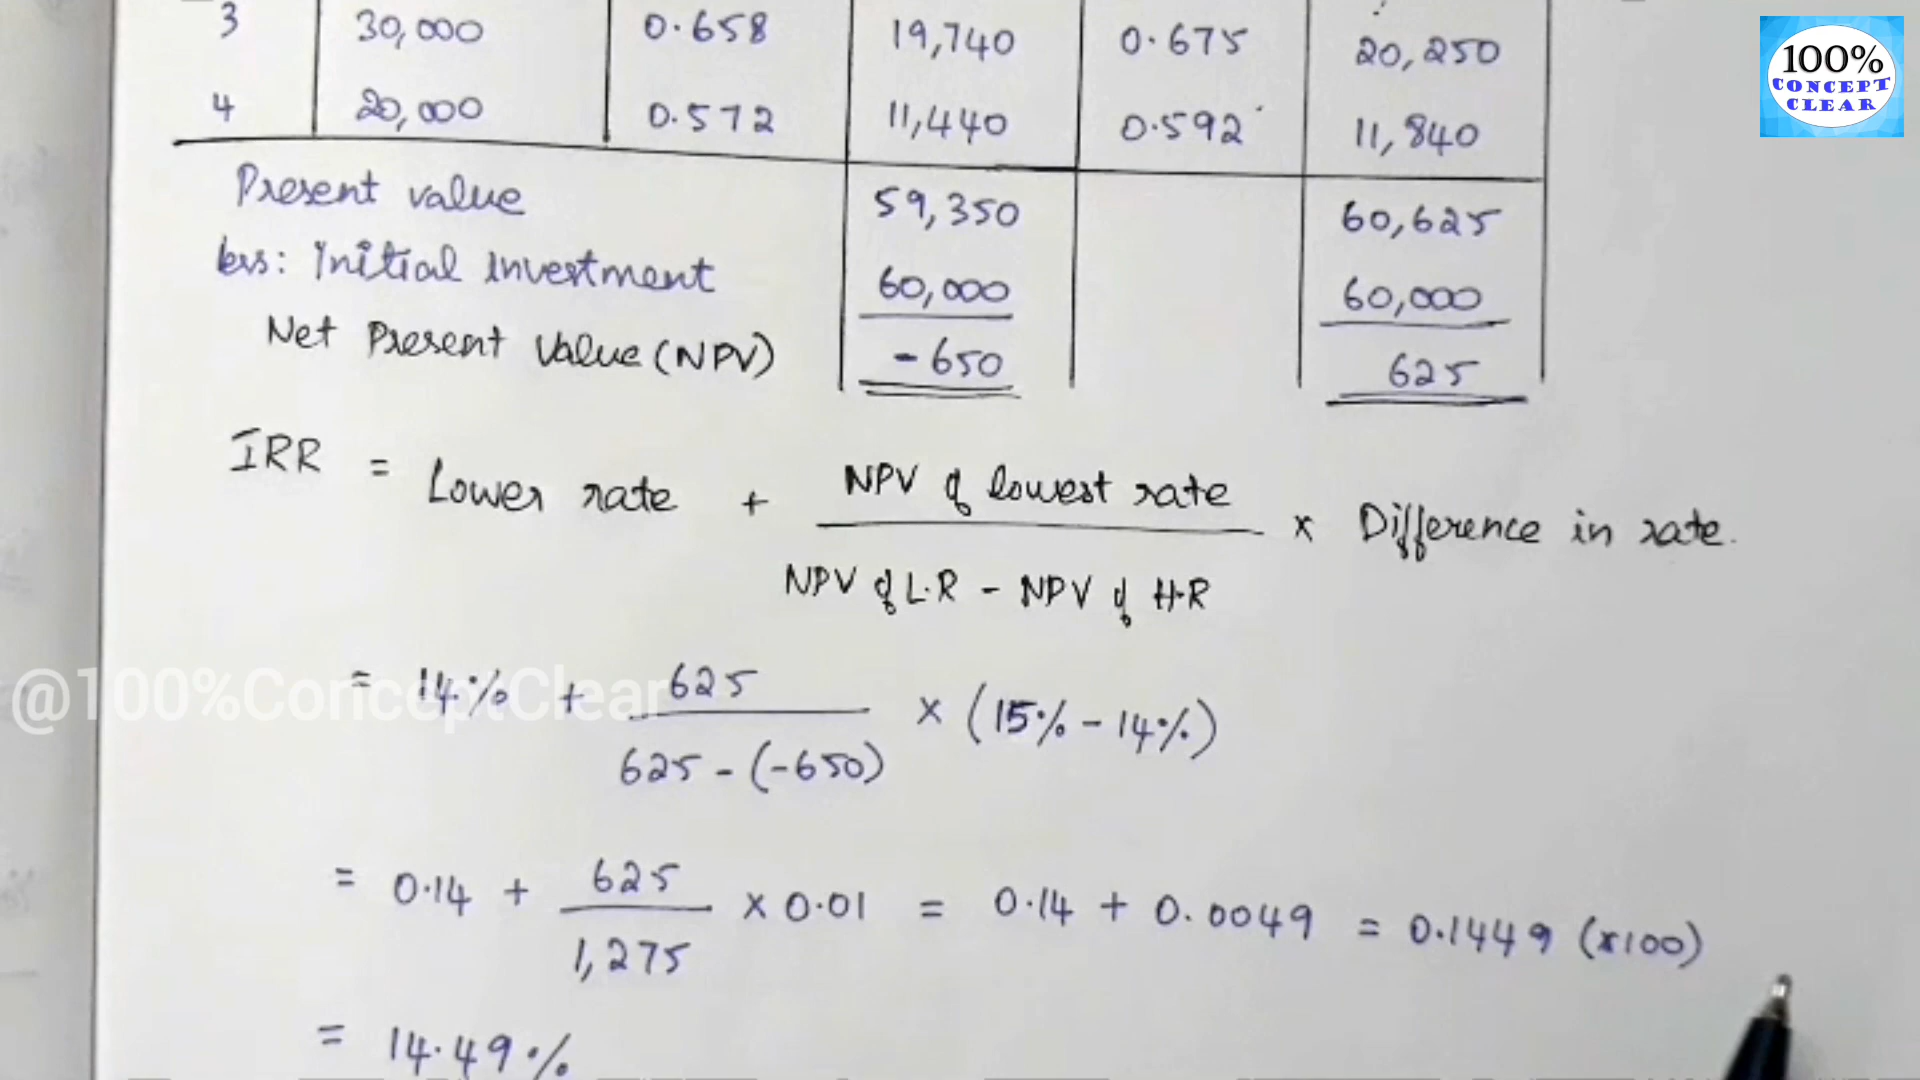 3 30,000 0.658 19,740 0.675 20,250
4 20,000 0.572 11,440 0.592 11,840
Present value 59,350 60,625
less: Initial Investment 60,000 60,000
Net Present Value (NPV) -650 625
IRR = Lower rate + NPV of lowest rate / NPV of L.R - NPV of H.R × Difference in rate.
= 14% + 625 / 625 - (-650) × (15% - 14%)
= 0.14 + 625 / 1,275 × 0.01 = 0.14 + 0.0049 = 0.1449 (×100)
= 14.49%
100%
CONCEPT
CLEAR
@100%ConceptClear